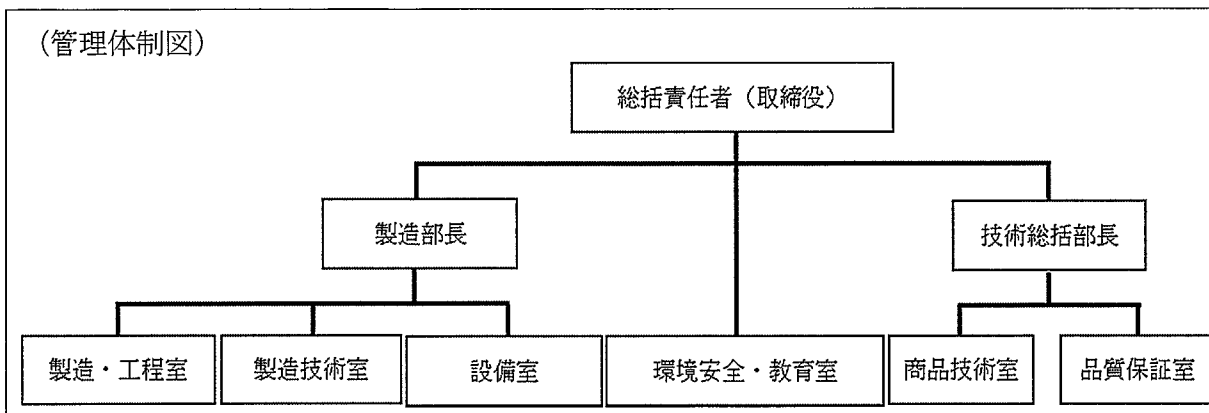 （管理体制図）
総括責任者（取締役）
製造部長
技術総括部長
製造・工程室
製造技術室
設備室
環境安全・教育室
商品技術室
品質保証室